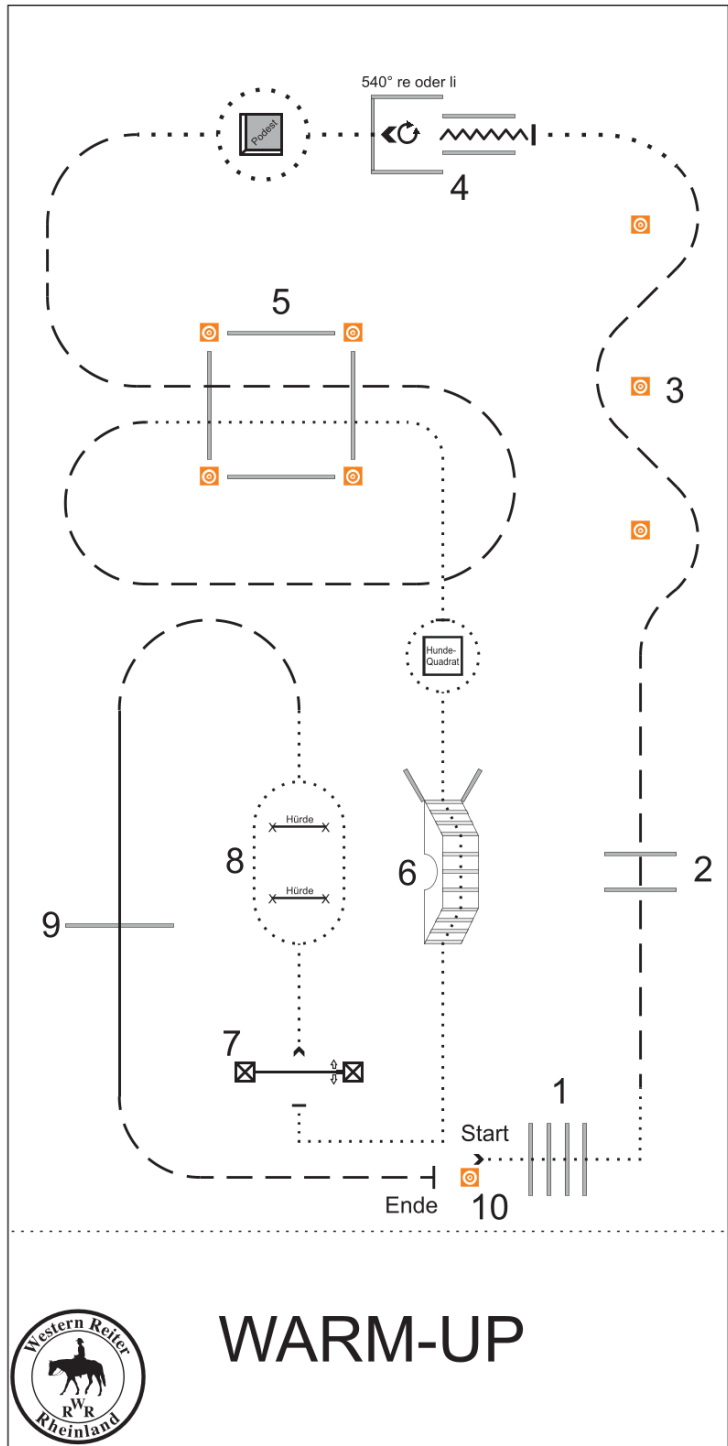 540° re oder li
Podest
4
5
3
Hunde-
Quadrat
Hürde
8
Hürde
6
2
9
7
1
Start
Ende
10
WARM-UP
Western Reiter
RWR
Rheinland